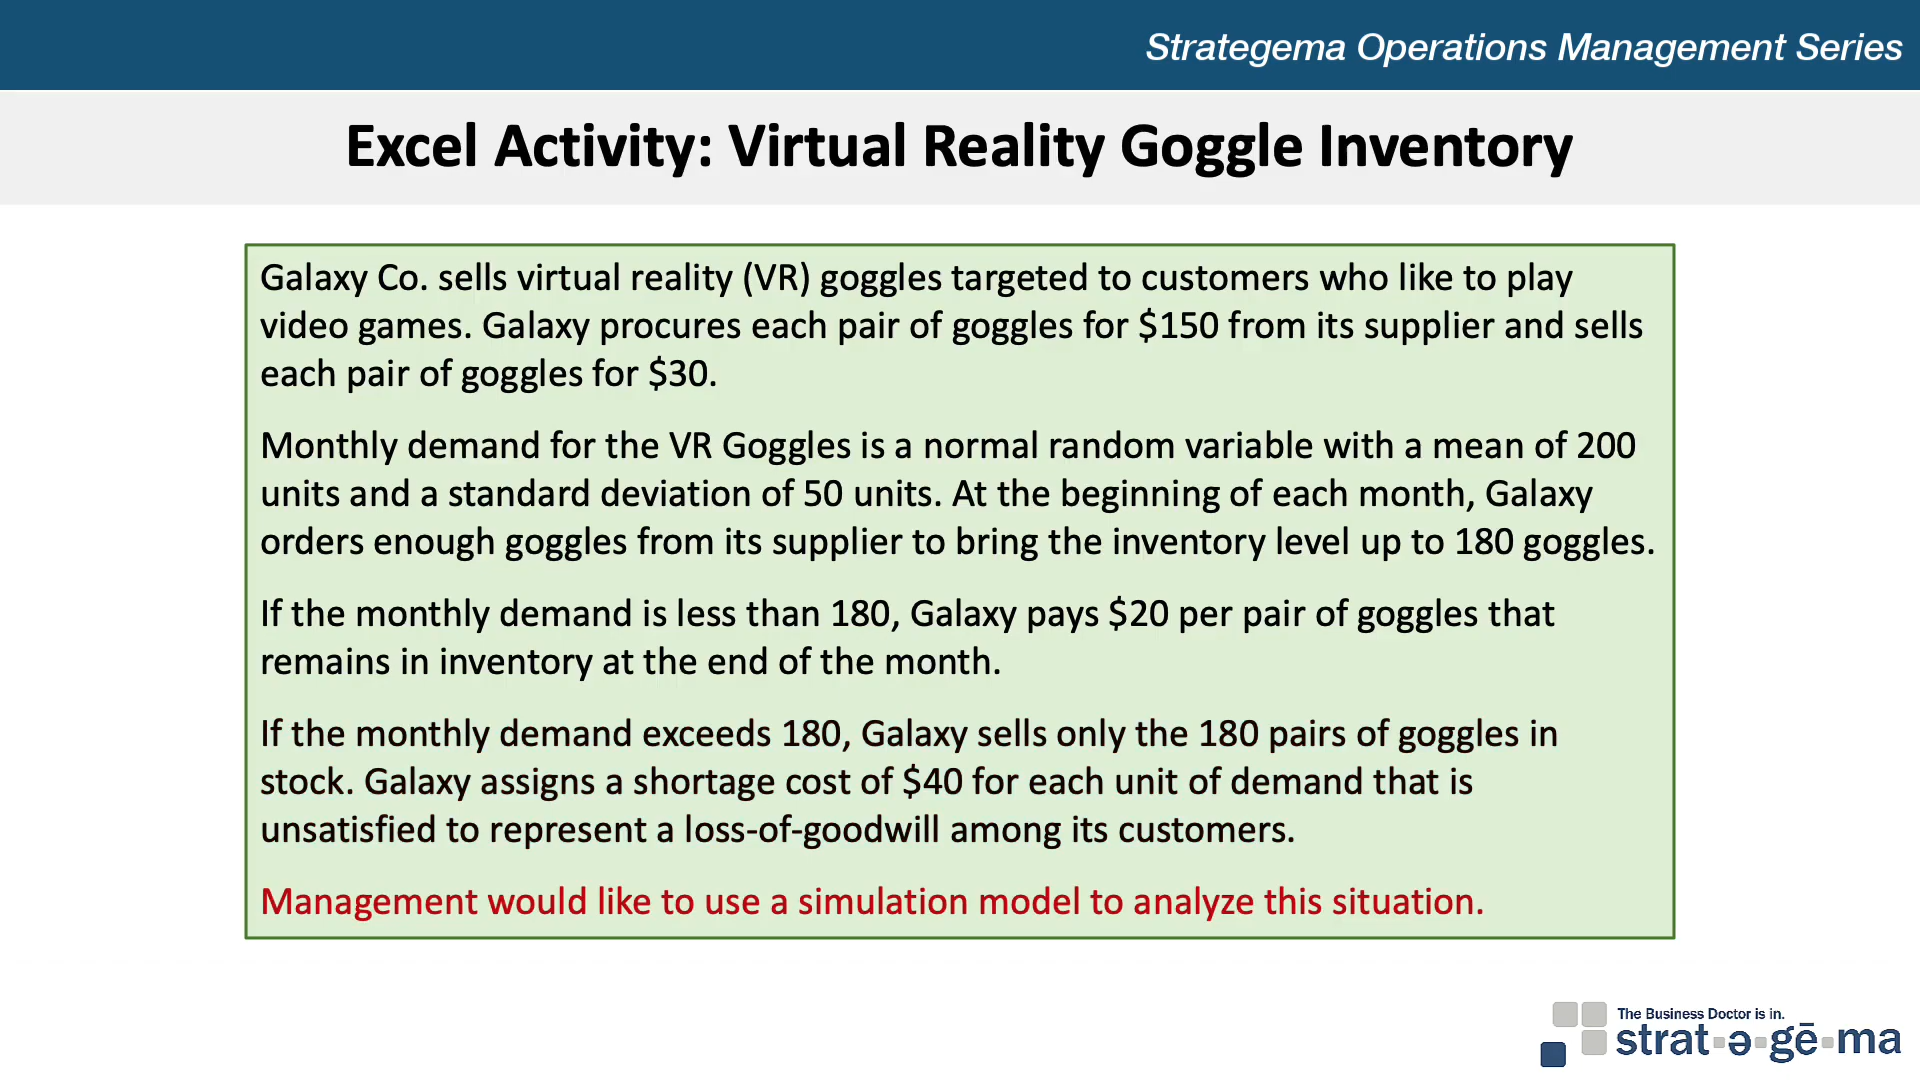 Strategema Operations Management Series
Excel Activity: Virtual Reality Goggle Inventory
Galaxy Co. sells virtual reality (VR) goggles targeted to customers who like to play
video games. Galaxy procures each pair of goggles for $150 from its supplier and sells
each pair of goggles for $30.
Monthly demand for the VR Goggles is a normal random variable with a mean of 200
units and a standard deviation of 50 units. At the beginning of each month, Galaxy
orders enough goggles from its supplier to bring the inventory level up to 180 goggles.
If the monthly demand is less than 180, Galaxy pays $20 per pair of goggles that
remains in inventory at the end of the month.
If the monthly demand exceeds 180, Galaxy sells only the 180 pairs of goggles in
stock. Galaxy assigns a shortage cost of $40 for each unit of demand that is
unsatisfied to represent a loss-of-goodwill among its customers.
Management would like to use a simulation model to analyze this situation.
The Business Doctor is in.
strat-ə-gē-ma